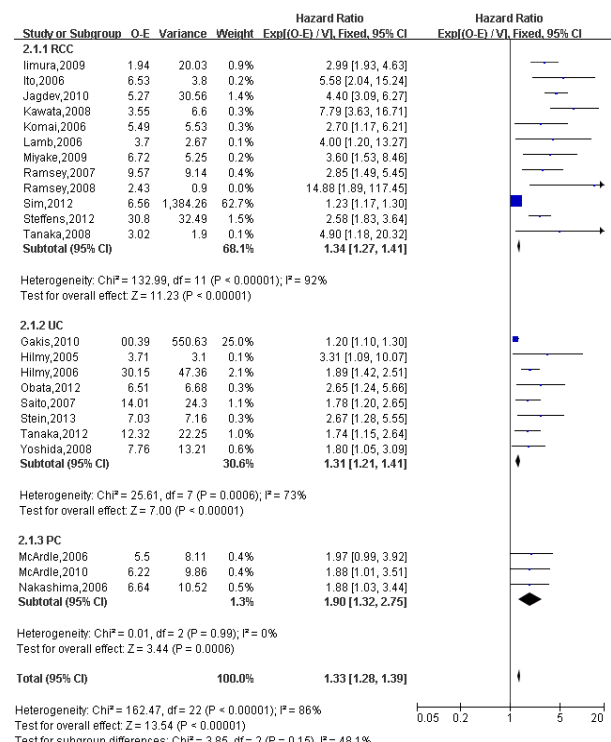 Hazard Ratio Hazard Ratio
Study or Subgroup O-E Variance Weight Exp[(O-E) / V], Fixed, 95% CI Exp[(O-E) / V], Fixed, 95% CI
2.1.1 RCC
Iimura,2009 1.94 20.03 0.9% 2.99 [1.93, 4.63]
Ito,2006 6.53 3.8 0.2% 5.58 [2.04, 15.24]
Jagdev,2010 5.27 30.56 1.4% 4.40 [3.09, 6.27]
Kawata,2008 3.55 6.6 0.3% 7.79 [3.63, 16.71]
Komai,2006 5.49 5.53 0.3% 2.70 [1.17, 6.21]
Lamb,2006 3.7 2.67 0.1% 4.00 [1.20, 13.27]
Miyake,2009 6.72 5.25 0.2% 3.60 [1.53, 8.46]
Ramsey,2007 9.57 9.14 0.4% 2.85 [1.49, 5.45]
Ramsey,2008 2.43 0.9 0.0% 14.88 [1.89, 117.45]
Sim,2012 6.56 1,384.26 62.7% 1.23 [1.17, 1.30]
Steffens,2012 30.8 32.49 1.5% 2.58 [1.83, 3.64]
Tanaka,2008 3.02 1.9 0.1% 4.90 [1.18, 20.32]
Subtotal (95% CI) 68.1% 1.34 [1.27, 1.41]
Heterogeneity: Chi² = 132.99, df = 11 (P < 0.00001); I² = 92%
Test for overall effect: Z = 11.23 (P < 0.00001)
2.1.2 UC
Gakis,2010 00.39 550.63 25.0% 1.20 [1.10, 1.30]
Hilmy,2005 3.71 3.1 0.1% 3.31 [1.09, 10.07]
Hilmy,2006 30.15 47.36 2.1% 1.89 [1.42, 2.51]
Obata,2012 6.51 6.68 0.3% 2.65 [1.24, 5.66]
Saito,2007 14.01 24.3 1.1% 1.78 [1.20, 2.65]
Stein,2013 7.03 7.16 0.3% 2.67 [1.28, 5.55]
Tanaka,2012 12.32 22.25 1.0% 1.74 [1.15, 2.64]
Yoshida,2008 7.76 13.21 0.6% 1.80 [1.05, 3.09]
Subtotal (95% CI) 30.6% 1.31 [1.21, 1.41]
Heterogeneity: Chi² = 25.61, df = 7 (P = 0.0006); I² = 73%
Test for overall effect: Z = 7.00 (P < 0.00001)
2.1.3 PC
McArdle,2006 5.5 8.11 0.4% 1.97 [0.99, 3.92]
McArdle,2010 6.22 9.86 0.4% 1.88 [1.01, 3.51]
Nakashima,2006 6.64 10.52 0.5% 1.88 [1.03, 3.44]
Subtotal (95% CI) 1.3% 1.90 [1.32, 2.75]
Heterogeneity: Chi² = 0.01, df = 2 (P = 0.99); I² = 0%
Test for overall effect: Z = 3.44 (P = 0.0006)
Total (95% CI) 100.0% 1.33 [1.28, 1.39]
Heterogeneity: Chi² = 162.47, df = 22 (P < 0.00001); I² = 86%
0.05 0.2 1 5 20
Test for overall effect: Z = 13.54 (P < 0.00001)
Test for subgroup differences: Chi² = 3.85, df = 2 (P = 0.15), I² = 48.1%